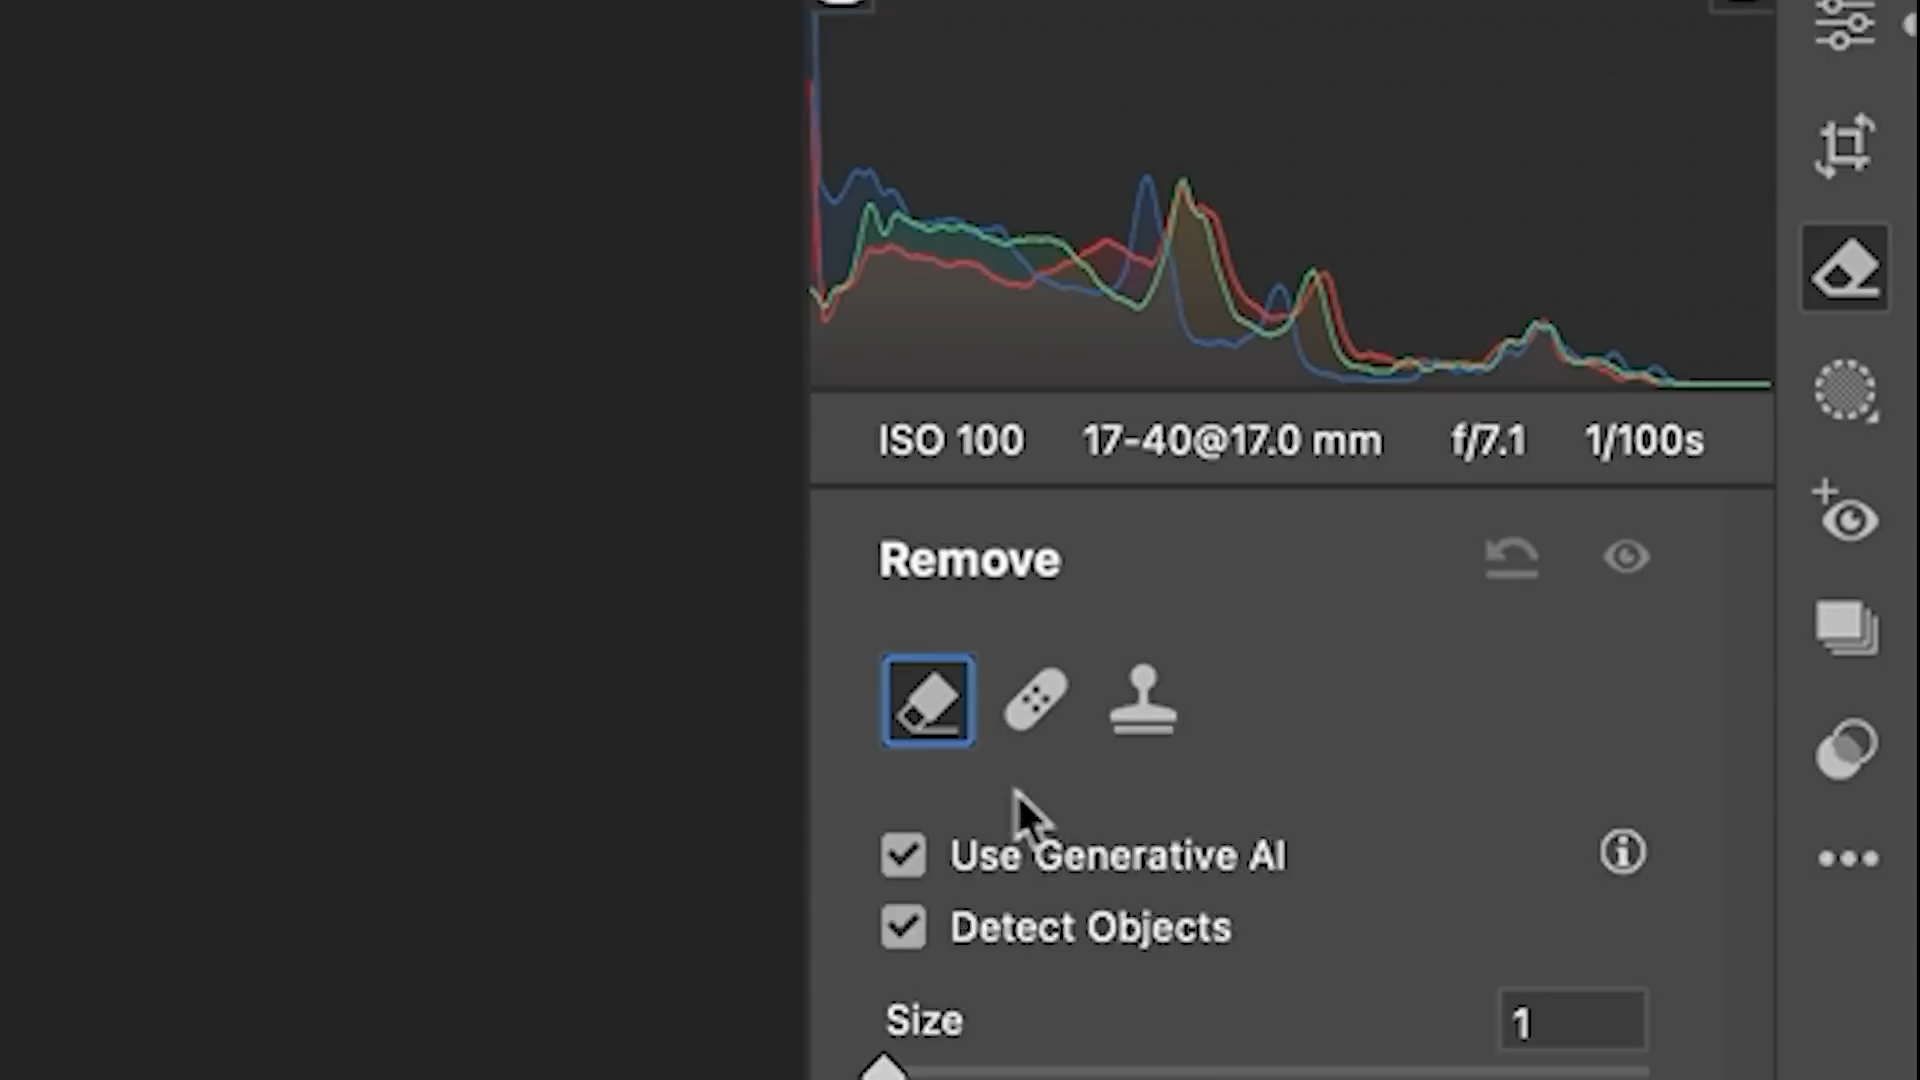 ISO 100 17-40@17.0 mm f/7.1 1/100s
Remove
Use Generative AI
Detect Objects
Size 1